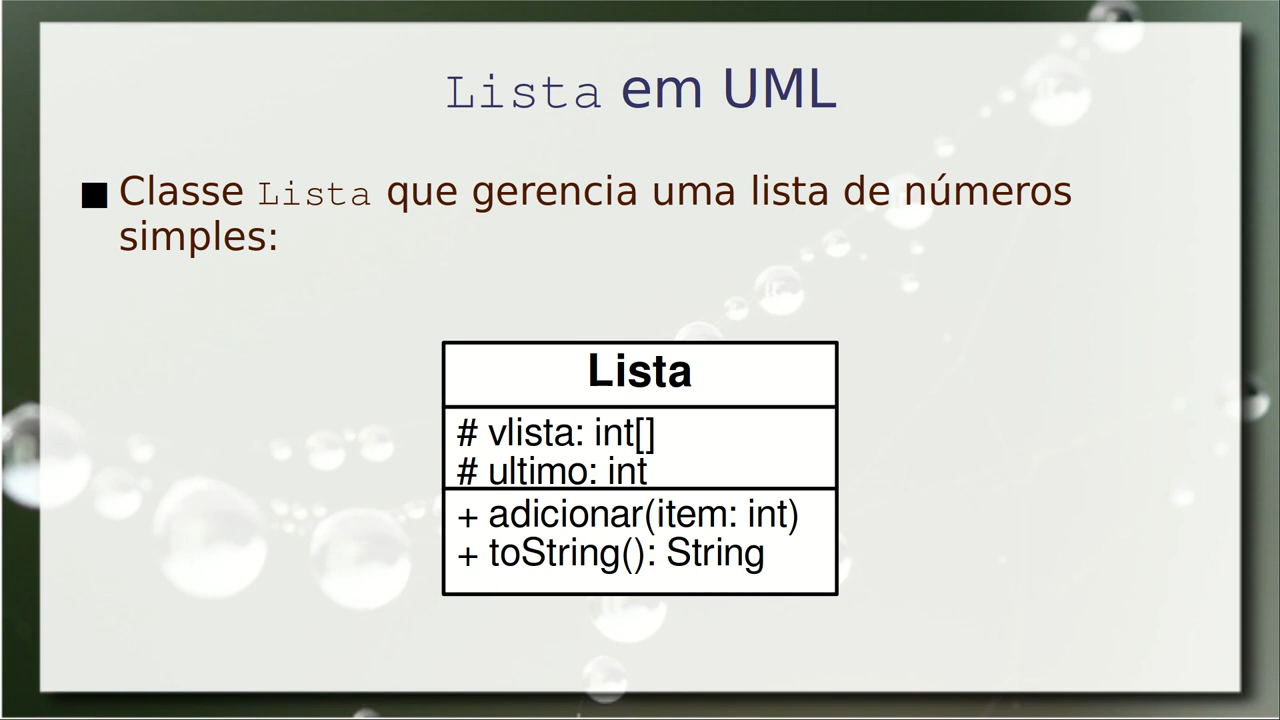 Lista em UML
■ Classe Lista que gerencia uma lista de números
simples:
Lista
# vlista: int[]
# ultimo: int
+ adicionar(item: int)
+ toString(): String